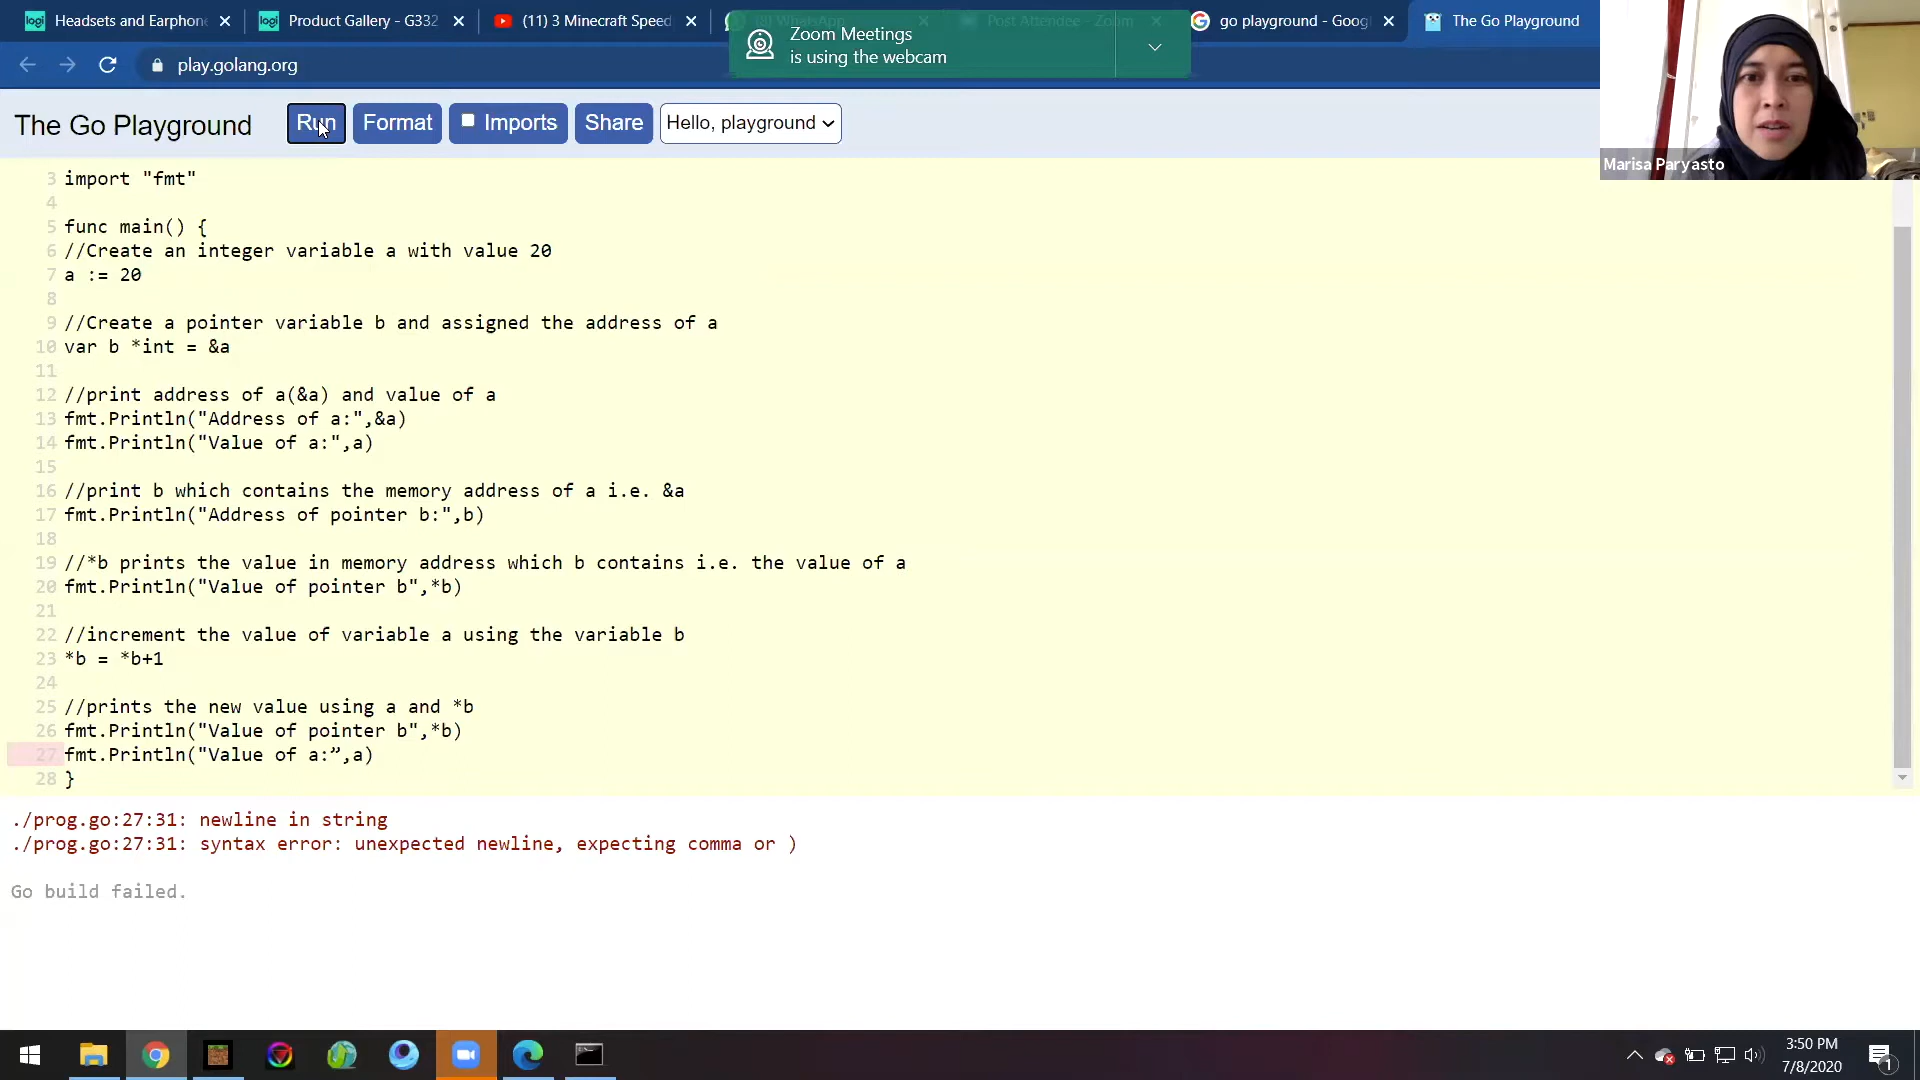 Headsets and Earphone
Product Gallery - G332
(11) 3 Minecraft Speed
(8) WhatsApp
Post Attendee - Zoom
go playground - Goog
The Go Playground
play.golang.org
Zoom Meetings
is using the webcam
The Go Playground
Run
Format
Imports
Share
Hello, playground
Marisa Paryasto
3 import "fmt"
4
5 func main() {
6 //Create an integer variable a with value 20
7 a := 20
8
9 //Create a pointer variable b and assigned the address of a
10 var b *int = &a
11
12 //print address of a(&a) and value of a
13 fmt.Println("Address of a:",&a)
14 fmt.Println("Value of a:",a)
15
16 //print b which contains the memory address of a i.e. &a
17 fmt.Println("Address of pointer b:",b)
18
19 //*b prints the value in memory address which b contains i.e. the value of a
20 fmt.Println("Value of pointer b",*b)
21
22 //increment the value of variable a using the variable b
23 *b = *b+1
24
25 //prints the new value using a and *b
26 fmt.Println("Value of pointer b",*b)
27 fmt.Println("Value of a:”,a)
28 }
./prog.go:27:31: newline in string
./prog.go:27:31: syntax error: unexpected newline, expecting comma or )
Go build failed.
3:50 PM
7/8/2020
1